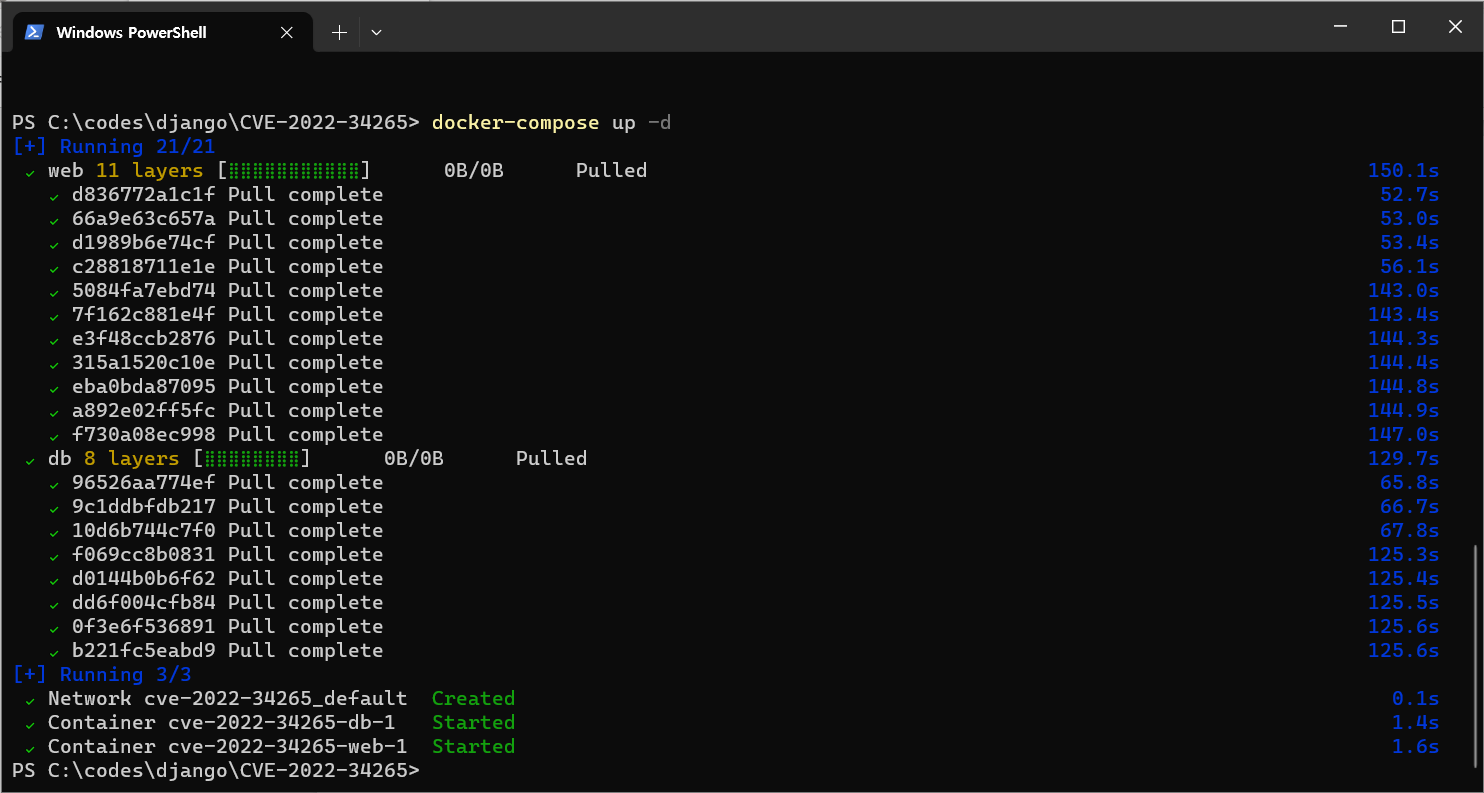 Windows PowerShell
PS C:\codes\django\CVE-2022-34265> docker-compose up -d
[+] Running 21/21
✓ web 11 layers [⣿⣿⣿⣿⣿⣿⣿⣿⣿⣿⣿] 0B/0B Pulled 150.1s
✓ d836772a1c1f Pull complete 52.7s
✓ 66a9e63c657a Pull complete 53.0s
✓ d1989b6e74cf Pull complete 53.4s
✓ c28818711e1e Pull complete 56.1s
✓ 5084fa7ebd74 Pull complete 143.0s
✓ 7f162c881e4f Pull complete 143.4s
✓ e3f48ccb2876 Pull complete 144.3s
✓ 315a1520c10e Pull complete 144.4s
✓ eba0bda87095 Pull complete 144.8s
✓ a892e02ff5fc Pull complete 144.9s
✓ f730a08ec998 Pull complete 147.0s
✓ db 8 layers [⣿⣿⣿⣿⣿⣿⣿⣿] 0B/0B Pulled 129.7s
✓ 96526aa774ef Pull complete 65.8s
✓ 9c1ddbfdb217 Pull complete 66.7s
✓ 10d6b744c7f0 Pull complete 67.8s
✓ f069cc8b0831 Pull complete 125.3s
✓ d0144b0b6f62 Pull complete 125.4s
✓ dd6f004cfb84 Pull complete 125.5s
✓ 0f3e6f536891 Pull complete 125.6s
✓ b221fc5eabd9 Pull complete 125.6s
[+] Running 3/3
✓ Network cve-2022-34265_default Created 0.1s
✓ Container cve-2022-34265-db-1 Started 1.4s
✓ Container cve-2022-34265-web-1 Started 1.6s
PS C:\codes\django\CVE-2022-34265>